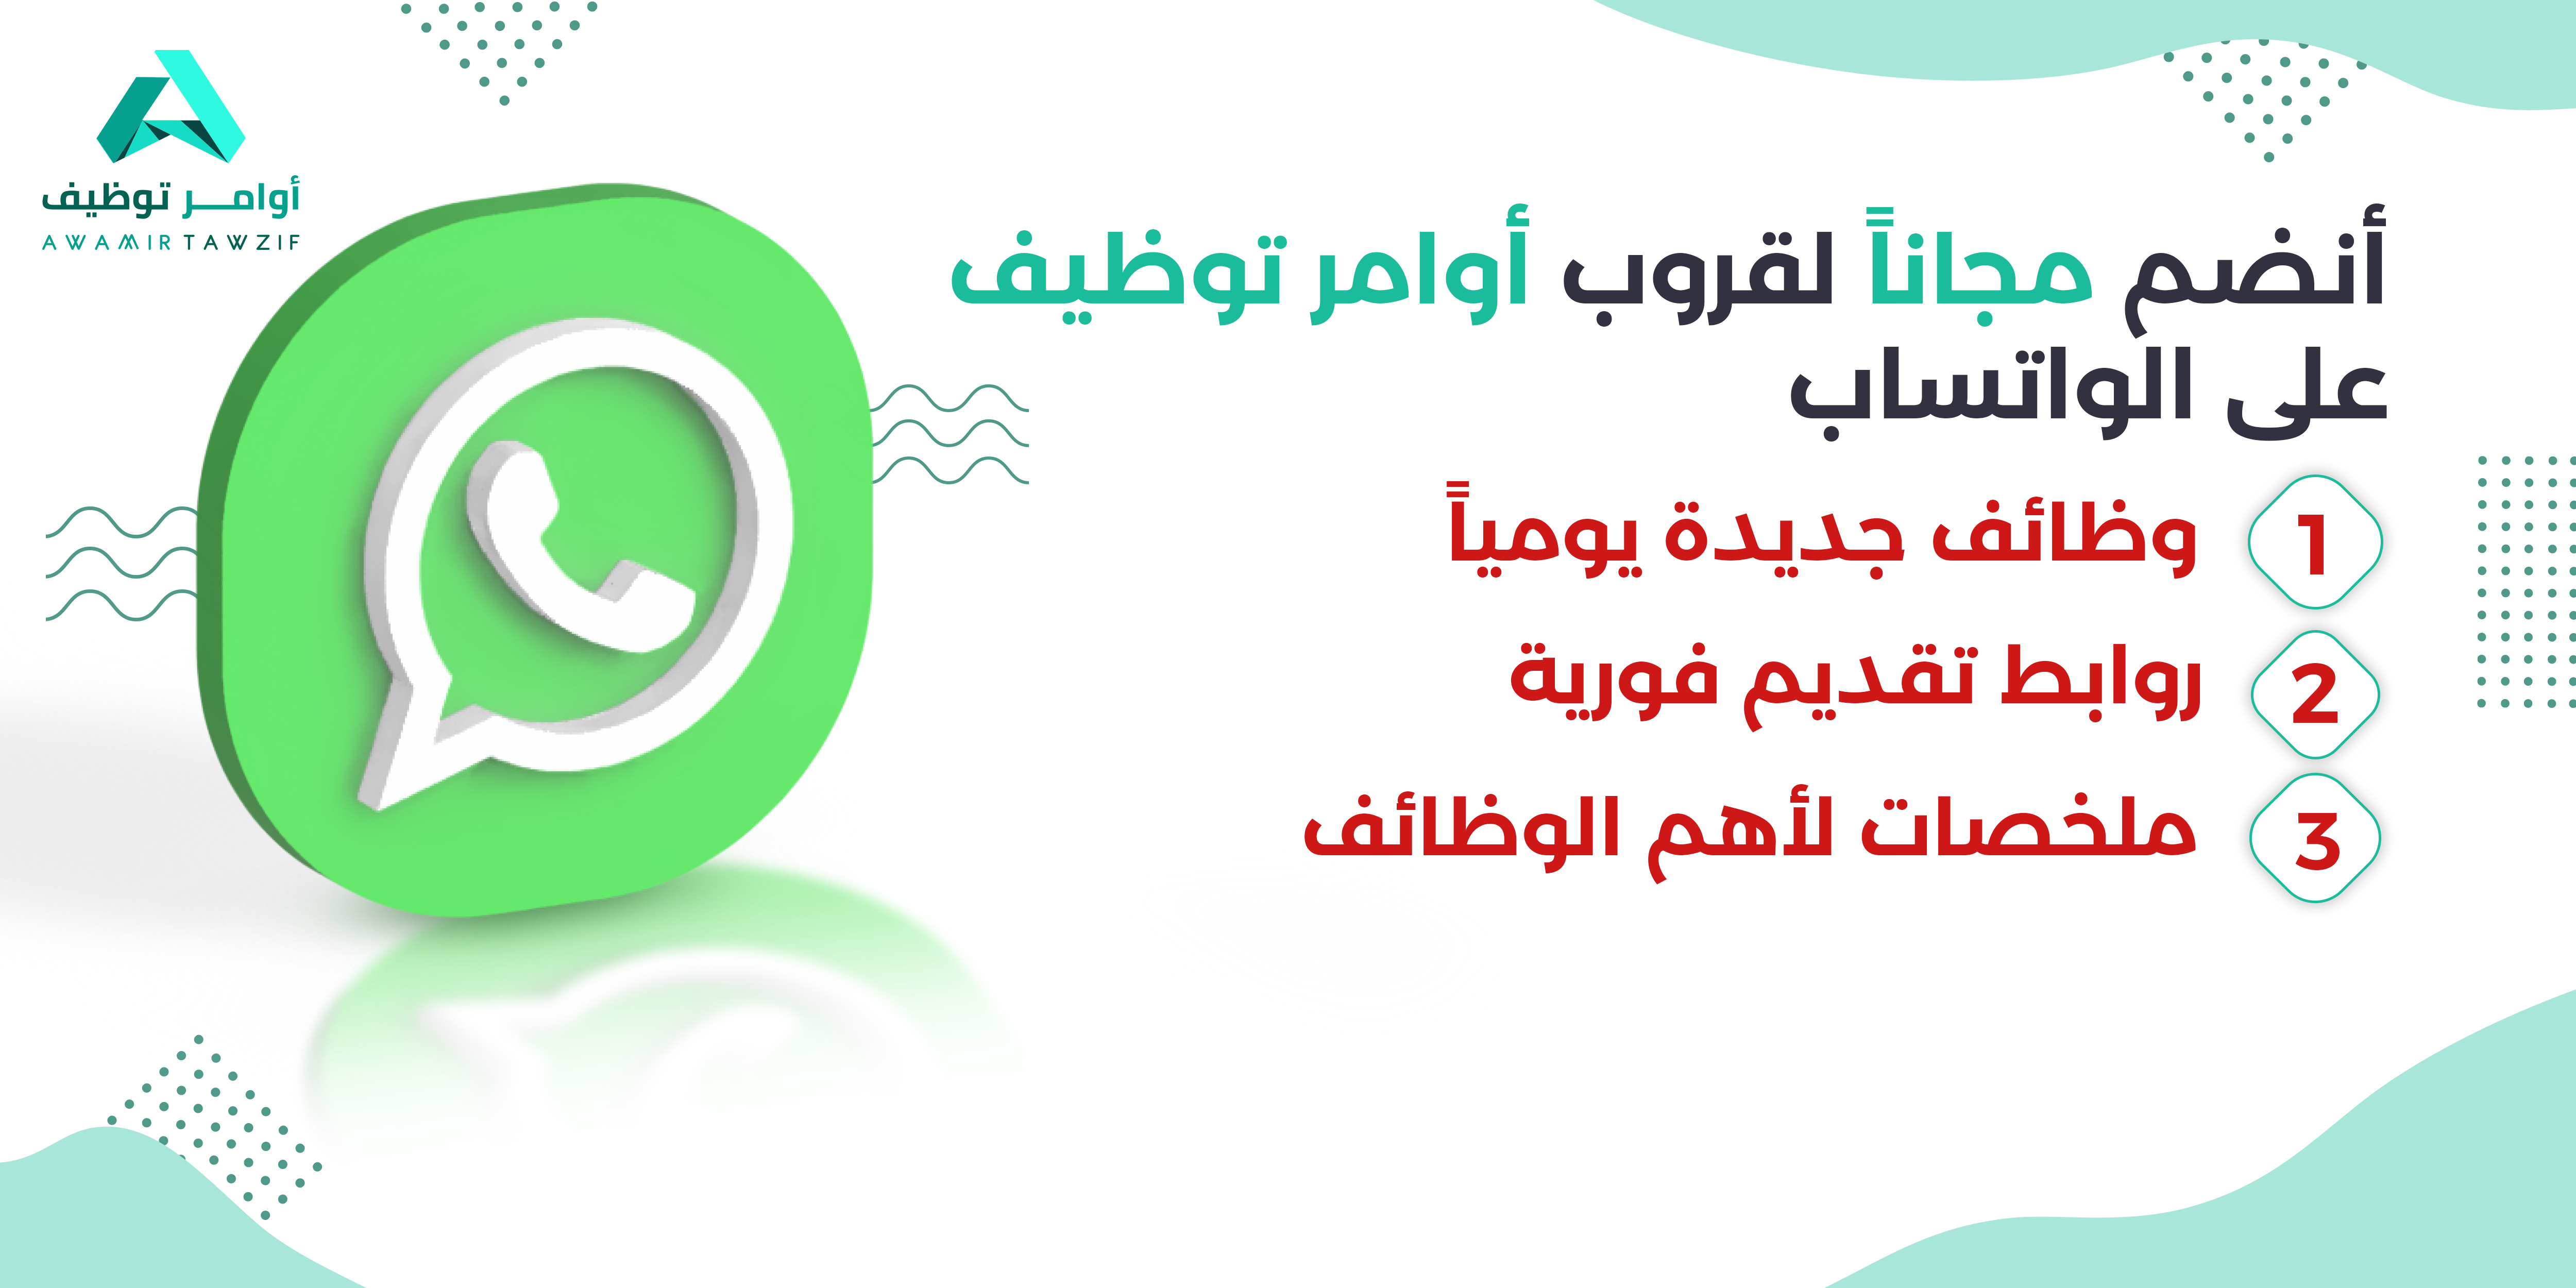 أوامر توظيف
AWAMIR TAWZIF
أنضم مجاناً لقروب أوامر توظيف
على الواتساب
1 وظائف جديدة يومياً
2 روابط تقديم فورية
3 ملخصات لأهم الوظائف